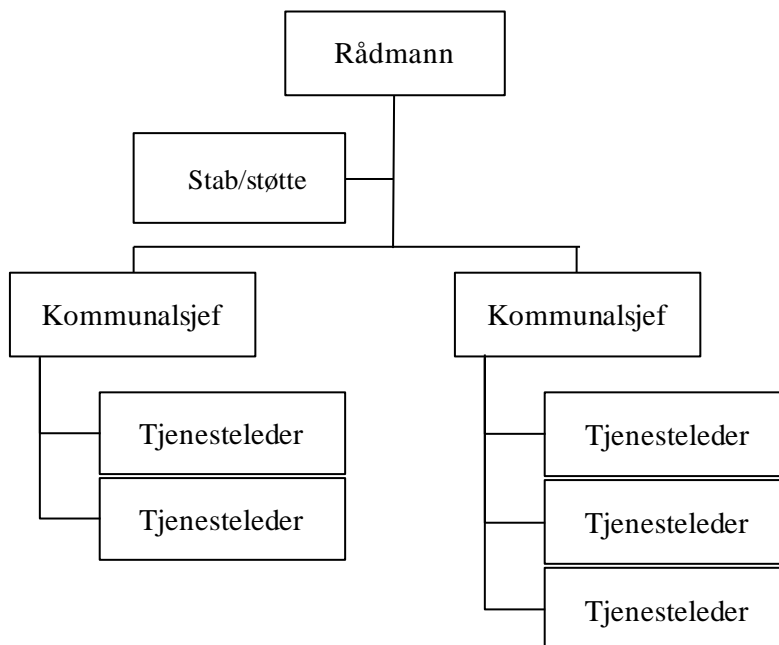 Rådmann
Stab/støtte
Kommunalsjef
Kommunalsjef
Tjenesteleder
Tjenesteleder
Tjenesteleder
Tjenesteleder
Tjenesteleder